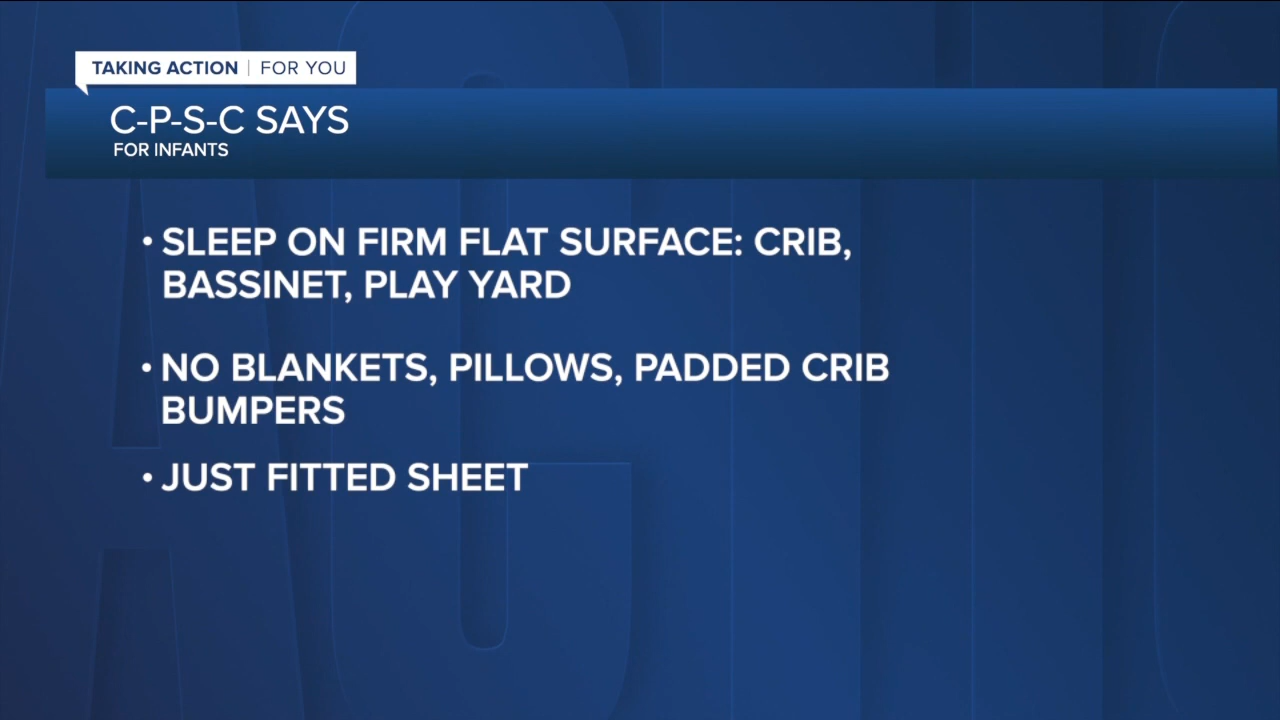 TAKING ACTION | FOR YOU
C-P-S-C SAYS
FOR INFANTS
• SLEEP ON FIRM FLAT SURFACE: CRIB,
BASSINET, PLAY YARD
• NO BLANKETS, PILLOWS, PADDED CRIB
BUMPERS
• JUST FITTED SHEET